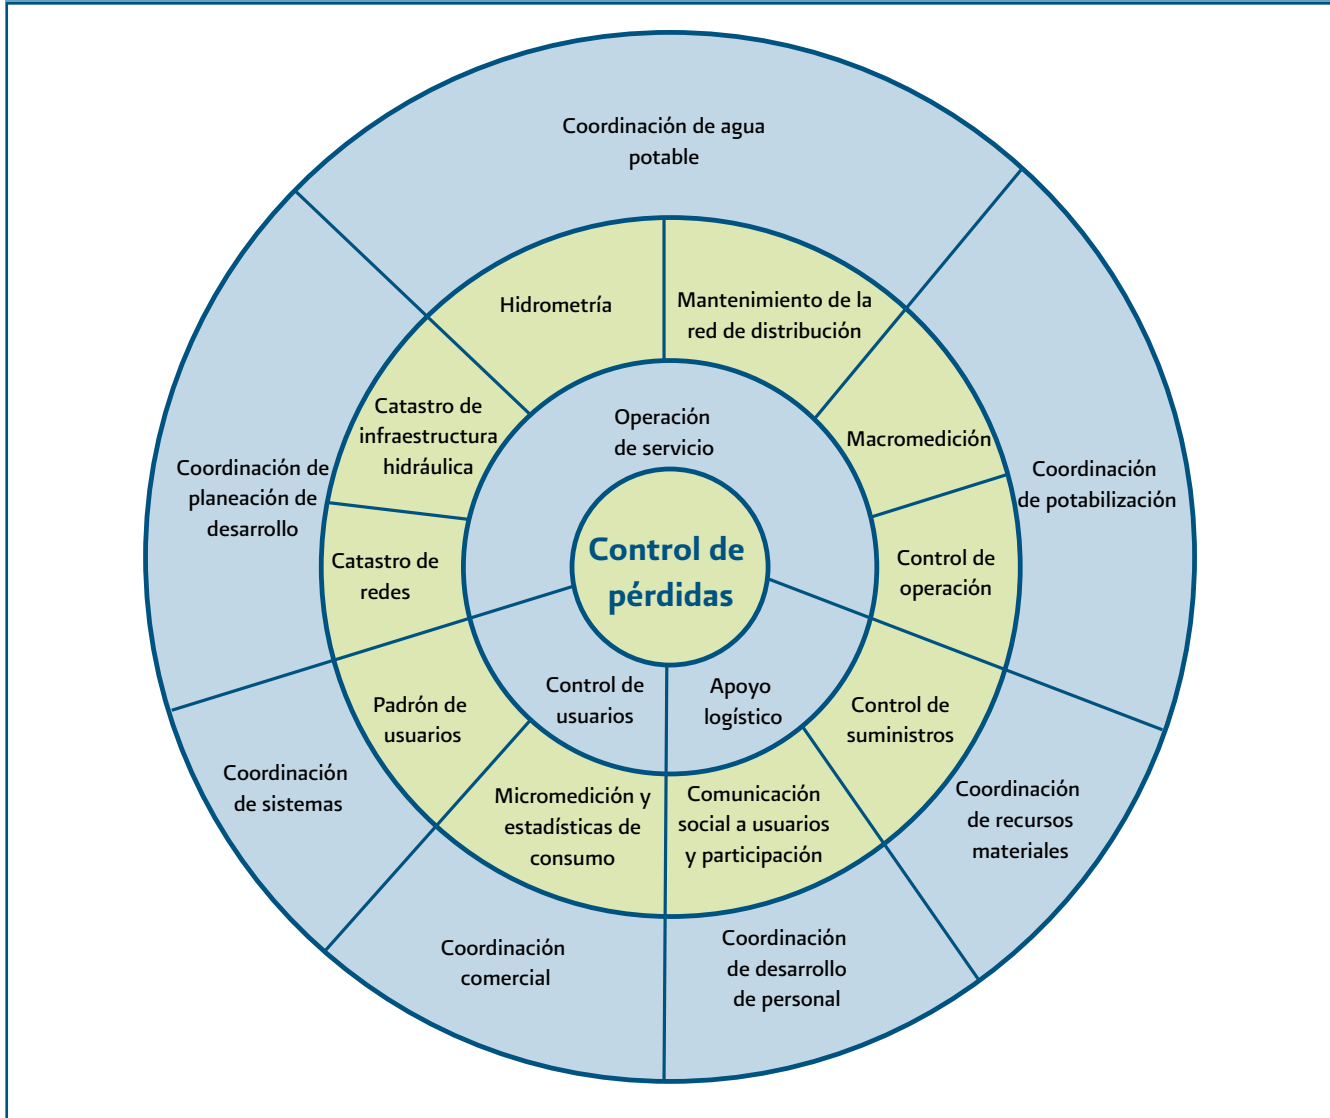 Coordinación de agua
potable
Hidrometría
Mantenimiento de la
red de distribución
Catastro de
infraestructura
hidráulica
Operación
de servicio
Macromedición
Coordinación de
planeación de
desarrollo
Coordinación
de potabilización
Control de
pérdidas
Catastro de
redes
Control de
operación
Padrón de
usuarios
Control de
usuarios
Apoyo
logístico
Control de
suministros
Coordinación
de sistemas
Micromedición y
estadísticas de
consumo
Comunicación
social a usuarios
y participación
Coordinación
de recursos
materiales
Coordinación
comercial
Coordinación
de desarrollo
de personal